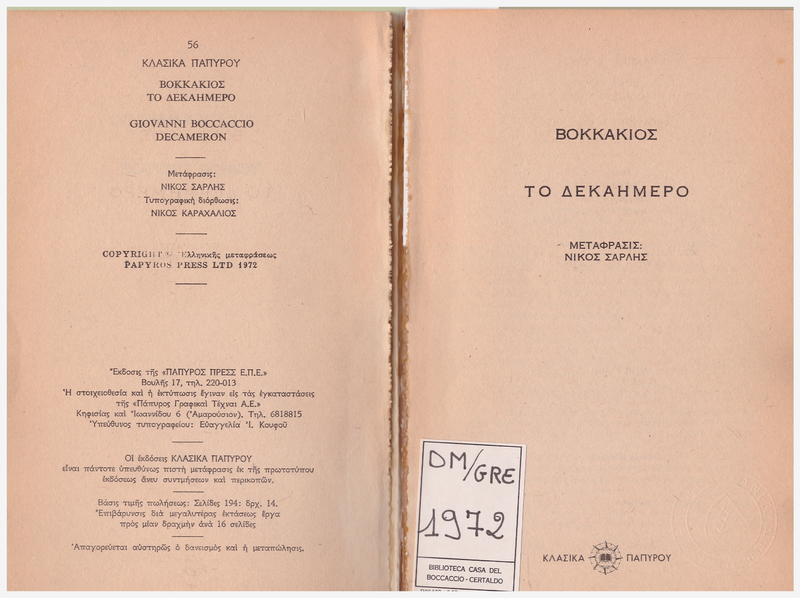 56
ΚΛΑΣΙΚΑ ΠΑΠΥΡΟΥ
ΒΟΚΚΑΚΙΟΣ
ΤΟ ΔΕΚΑΗΜΕΡΟ
GIOVANNI BOCCACCIO
DECAMERON
Μετάφρασις:
ΝΙΚΟΣ ΣΑΡΛΗΣ
Τυπογραφικὴ διόρθωσις:
ΝΙΚΟΣ ΚΑΡΑΧΑΛΙΟΣ
COPYRIGHT © Ἑλληνικῆς μεταφράσεως
PAPYROS PRESS LTD 1972
Ἔκδοσις τῆς «ΠΑΠΥΡΟΣ ΠΡΕΣΣ Ε.Π.Ε.»
Βουλῆς 17, τηλ. 220-013
Ἡ στοιχειοθεσία καὶ ἡ ἐκτύπωσις ἔγιναν εἰς τὰς ἐγκαταστάσεις
τῆς «Πάπυρος Γραφικαὶ Τέχναι Α.Ε.»
Κηφισίας καὶ Ἰωαννίδου 6 (Ἀμαρούσιον). Τηλ. 6818815
Ὑπεύθυνος τυπογραφείου: Εὐαγγελία Ἰ. Κουφοῦ
Οἱ ἐκδόσεις ΚΛΑΣΙΚΑ ΠΑΠΥΡΟΥ
εἶναι πάντοτε ὑπευθύνως πιστὴ μετάφρασις ἐκ τῆς πρωτοτύπου
ἐκδόσεως ἄνευ συντμήσεων καὶ περικοπῶν.
Βάσις τιμῆς πωλήσεως: Σελίδες 194: δρχ. 14.
Ἐπιβάρυνσις διὰ μεγαλυτέρας ἐκτάσεως ἔργα
πρὸς μίαν δραχμὴν ἀνὰ 16 σελίδες
Ἀπαγορεύεται αὐστηρῶς ὁ δανεισμὸς καὶ ἡ μεταπώλησις.
ΒΟΚΚΑΚΙΟΣ
ΤΟ ΔΕΚΑΗΜΕΡΟ
ΜΕΤΑΦΡΑΣΙΣ:
ΝΙΚΟΣ ΣΑΡΛΗΣ
DM/GRE
1972
BIBLIOTECA CASA DEL
BOCCACCIO - CERTALDO
ΚΛΑΣΙΚΑ ΠΑΠΥΡΟΥ